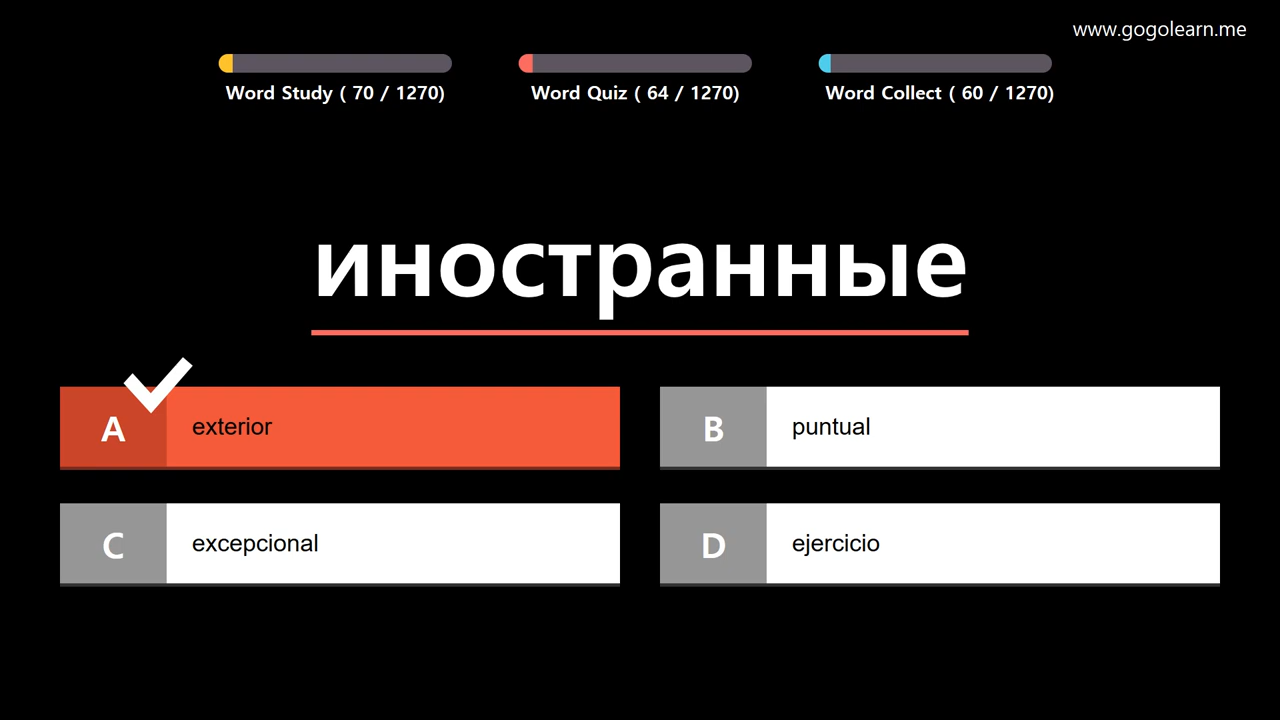 www.gogolearn.me
Word Study ( 70 / 1270)
Word Quiz ( 64 / 1270)
Word Collect ( 60 / 1270)
иностранные
A exterior
B puntual
C excepcional
D ejercicio